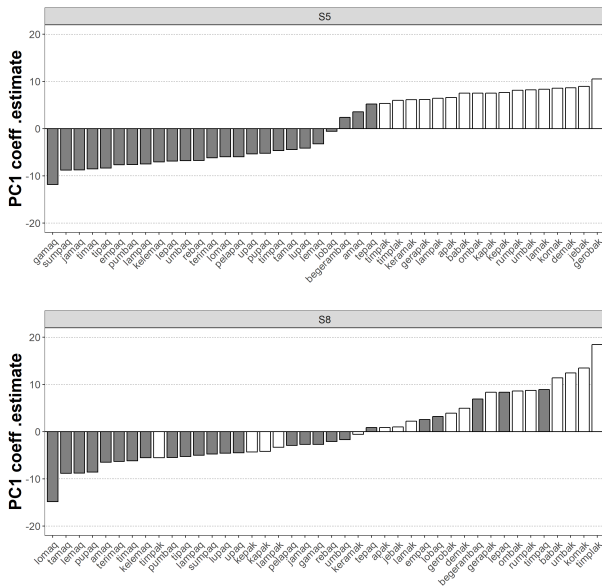 S5
PC1 coeff .estimate
20
10
0
-10
-20
gamaq sumpaq jamaq timaq tipaq empaq pumbaq lampaq kelemaq lepaq umbaq rebaq terimaq lomaq pelapaq upaq pupaq timpaq tamaq lupaq lemaq lobaq begerambaq amaq tepaq timpak timplak keramak gerapak lampak apak babak ombak kapak kepak rumpak umbak lamak komak demak jebak gerobak
S8
PC1 coeff .estimate
20
10
0
-10
-20
lomaq tamaq lemaq pupaq amaq terimaq timaq kelemaq timpak pumbaq tipaq lampaq sumpaq lupaq upaq kepak kapak lampak pelapaq jamaq gamaq rebaq umbaq keramak tepaq apak jebak lamak empaq lobaq gerobak demak begerambaq gerapak lepaq ombak rumpak timpaq babak umbak komak timplak